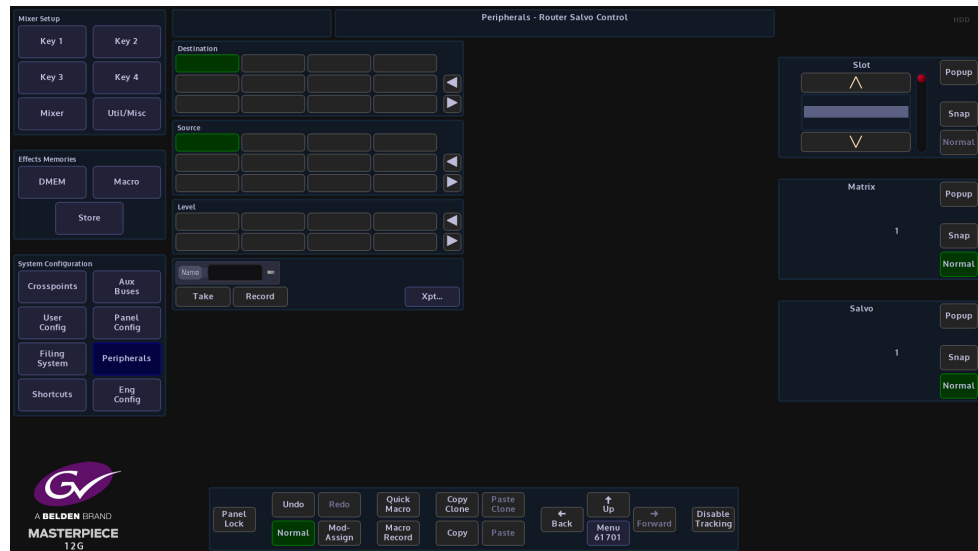 Mixer Setup
Peripherals - Router Salvo Control
HDD
Key 1
Key 2
Key 3
Key 4
Mixer
Util/Misc
Effects Memories
DMEM
Macro
Store
System Configuration
Crosspoints
Aux
Buses
User
Config
Panel
Config
Filing
System
Peripherals
Shortcuts
Eng
Config
Destination
Source
Level
Name
Take
Record
Xpt...
Slot
Popup
Snap
Normal
Matrix
1
Popup
Snap
Normal
Salvo
1
Popup
Snap
Normal
GV
A BELDEN BRAND
MASTERPIECE
12G
Panel
Lock
Undo
Redo
Normal
Mod-
Assign
Quick
Macro
Macro
Record
Copy
Clone
Paste
Clone
Copy
Paste
Back
Up
Menu
61701
Forward
Disable
Tracking